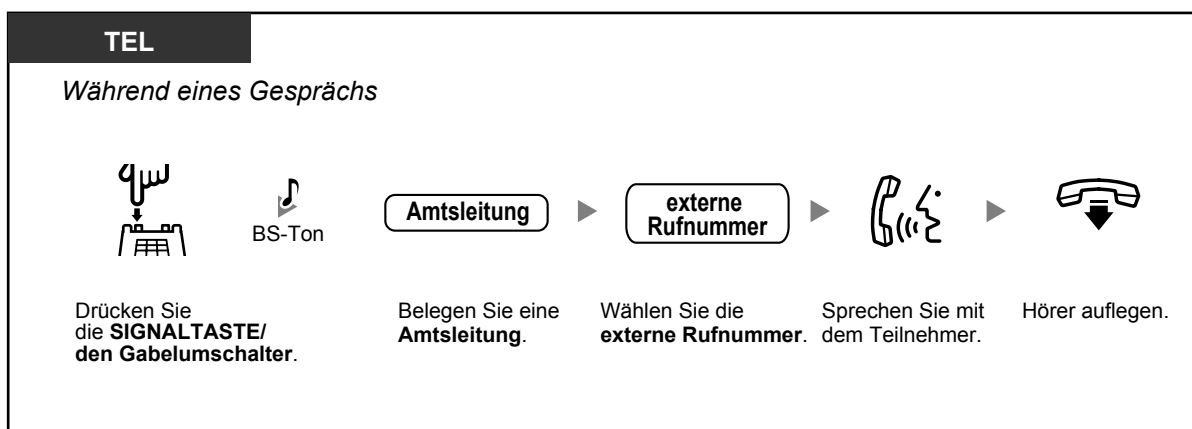 TEL
Während eines Gesprächs
BS-Ton
Amtsleitung
externe
Rufnummer
Drücken Sie
die SIGNALTASTE/
den Gabelumschalter.
Belegen Sie eine
Amtsleitung.
Wählen Sie die
externe Rufnummer.
Sprechen Sie mit
dem Teilnehmer.
Hörer auflegen.